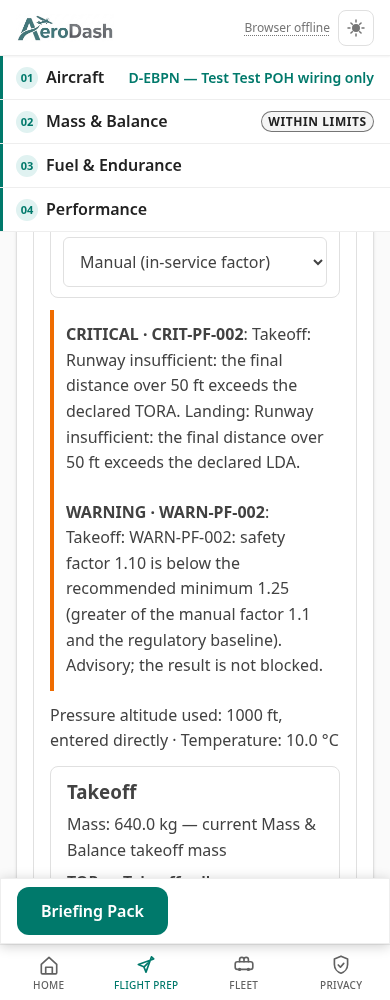 AeroDash
Browser offline
01 Aircraft D-EBPN — Test Test POH wiring only
02 Mass & Balance WITHIN LIMITS
03 Fuel & Endurance
04 Performance
Manual (in-service factor)
CRITICAL · CRIT-PF-002: Takeoff:
Runway insufficient: the final
distance over 50 ft exceeds the
declared TORA. Landing: Runway
insufficient: the final distance over
50 ft exceeds the declared LDA.
WARNING · WARN-PF-002:
Takeoff: WARN-PF-002: safety
factor 1.10 is below the
recommended minimum 1.25
(greater of the manual factor 1.1
and the regulatory baseline).
Advisory; the result is not blocked.
Pressure altitude used: 1000 ft,
entered directly · Temperature: 10.0 °C
Takeoff
Mass: 640.0 kg — current Mass &
Balance takeoff mass
Briefing Pack
HOME
FLIGHT PREP
FLEET
PRIVACY